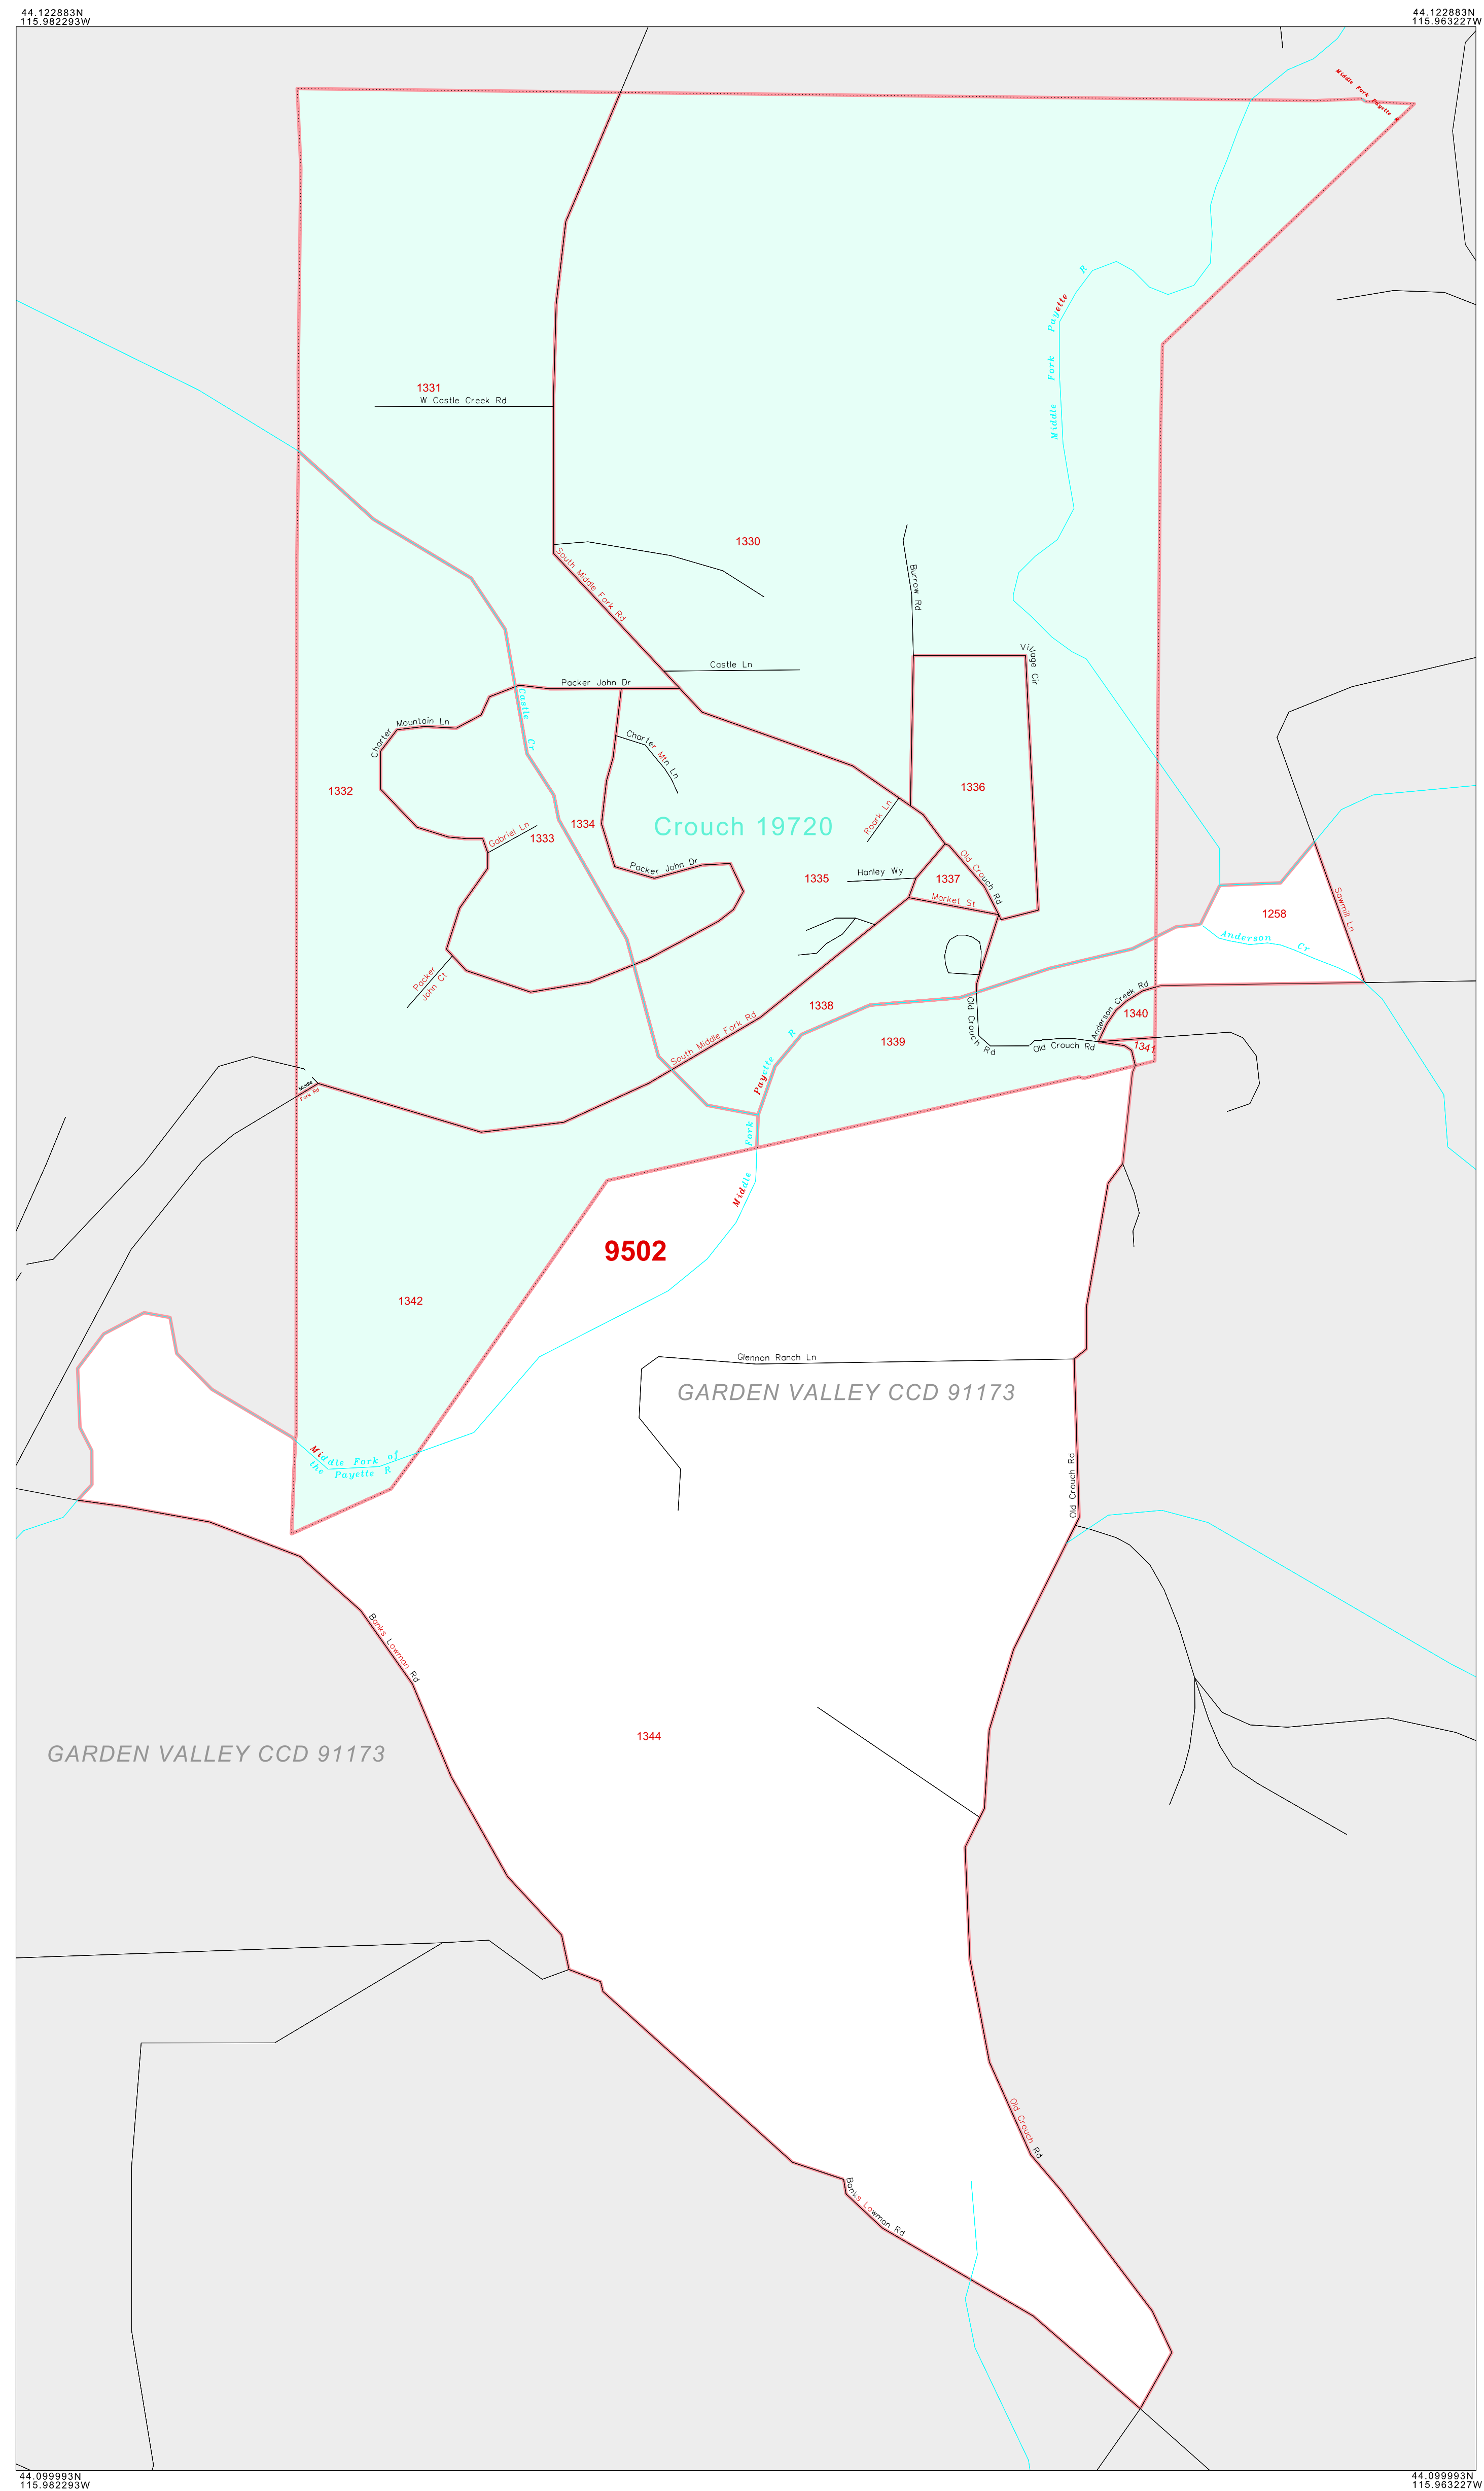 44.122883N
115.982293W
44.122883N
115.963227W
Middle Fork Payette R
Middle Fork Payette R
1331
W Castle Creek Rd
1330
South Middle Fork Rd
Burrow Rd
Village Cir
Castle Ln
Packer John Dr
Castle Cr
Charter Mountain Ln
Charter Mtn Ln
1332
1336
Crouch 19720
Roark Ln
1334
Gabriel Ln
1333
Packer John Dr
Old Crouch Rd
Hanley Wy
1335
1337
Market St
Sawmill Ln
1258
Anderson Cr
Packer
John Ct
1338
Anderson Creek Rd
1340
South Middle Fork Rd
Old Crouch Rd
1339
Old Crouch Rd
1341
Middle
Fork Rd
Middle Fork Payette R
9502
1342
Glennon Ranch Ln
GARDEN VALLEY CCD 91173
Middle Fork of
the Payette R
Old Crouch Rd
Banks Lowman Rd
1344
GARDEN VALLEY CCD 91173
Old Crouch Rd
Banks Lowman Rd
44.099993N
115.982293W
44.099993N
115.963227W